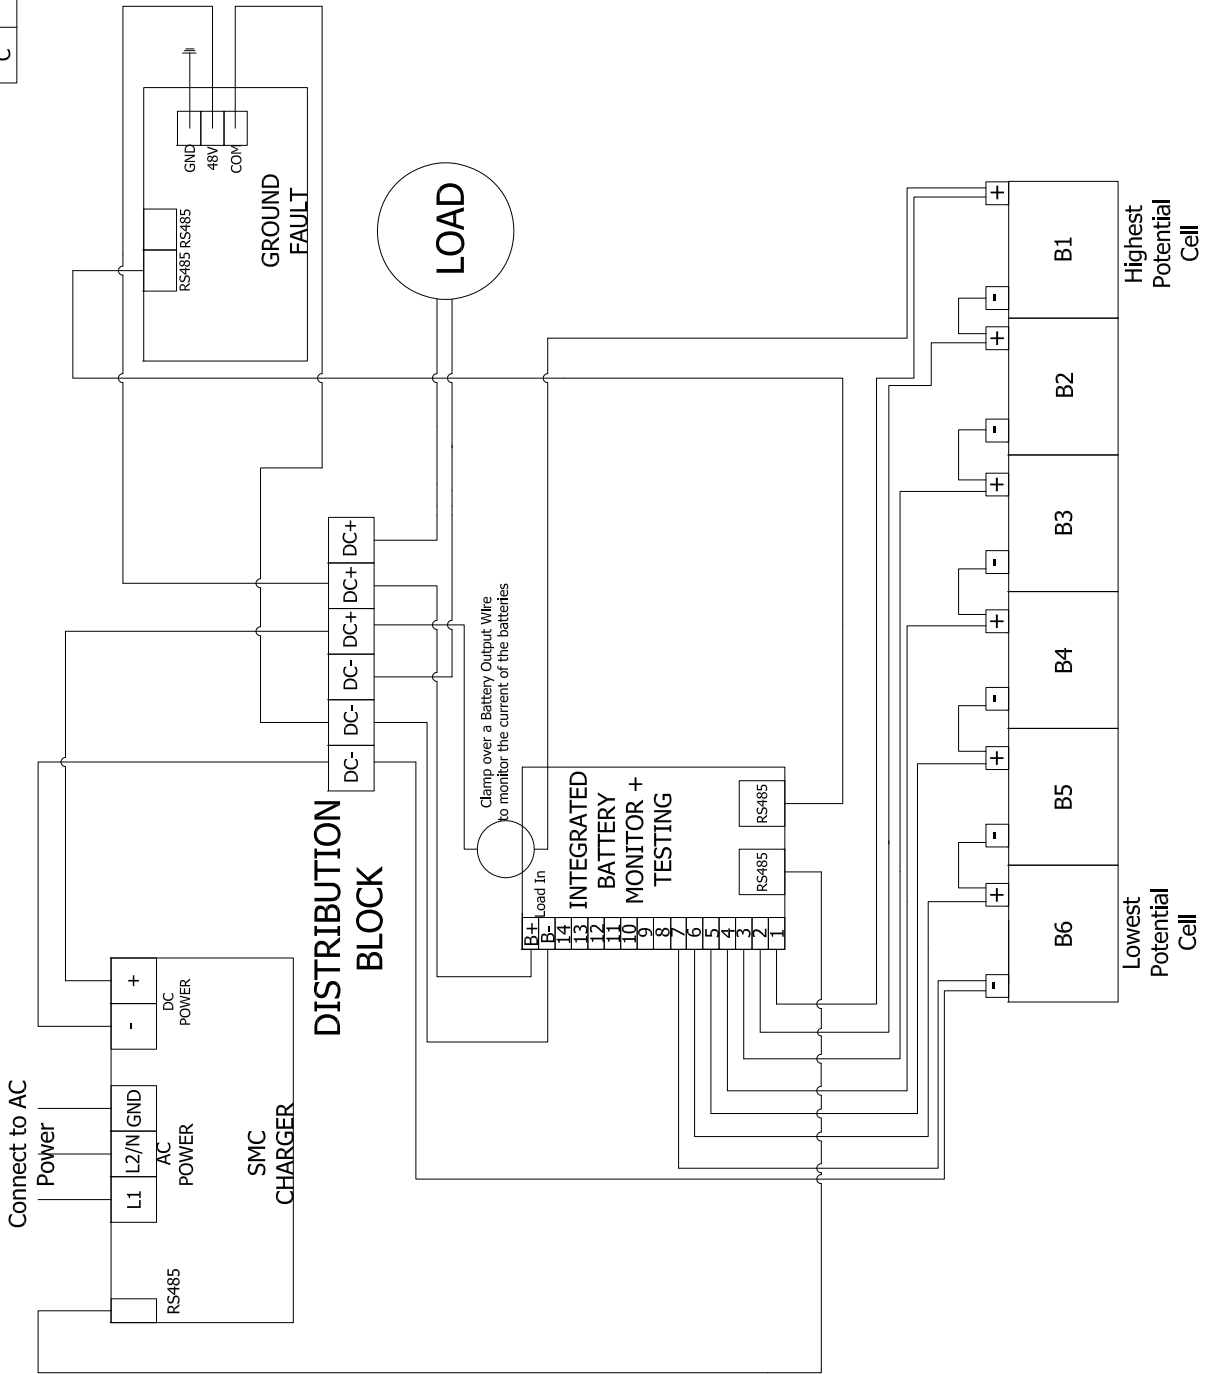 C
GND
48V
COM
RS485
RS485
GROUND
FAULT
LOAD
DC+
DC+
DC+
DC-
DC-
DC-
DISTRIBUTION
BLOCK
Clamp over a Battery Output Wire
to monitor the current of the batteries
Load In
INTEGRATED
BATTERY
MONITOR +
TESTING
RS485
RS485
B+
B-
14
13
12
11
10
9
8
7
6
5
4
3
2
1
Connect to AC
Power
+
-
DC
POWER
GND
L2/N
L1
AC
POWER
SMC
CHARGER
RS485
+
B1
-
Highest
Potential
Cell
+
B2
-
+
B3
-
+
B4
-
+
B5
-
+
B6
-
Lowest
Potential
Cell